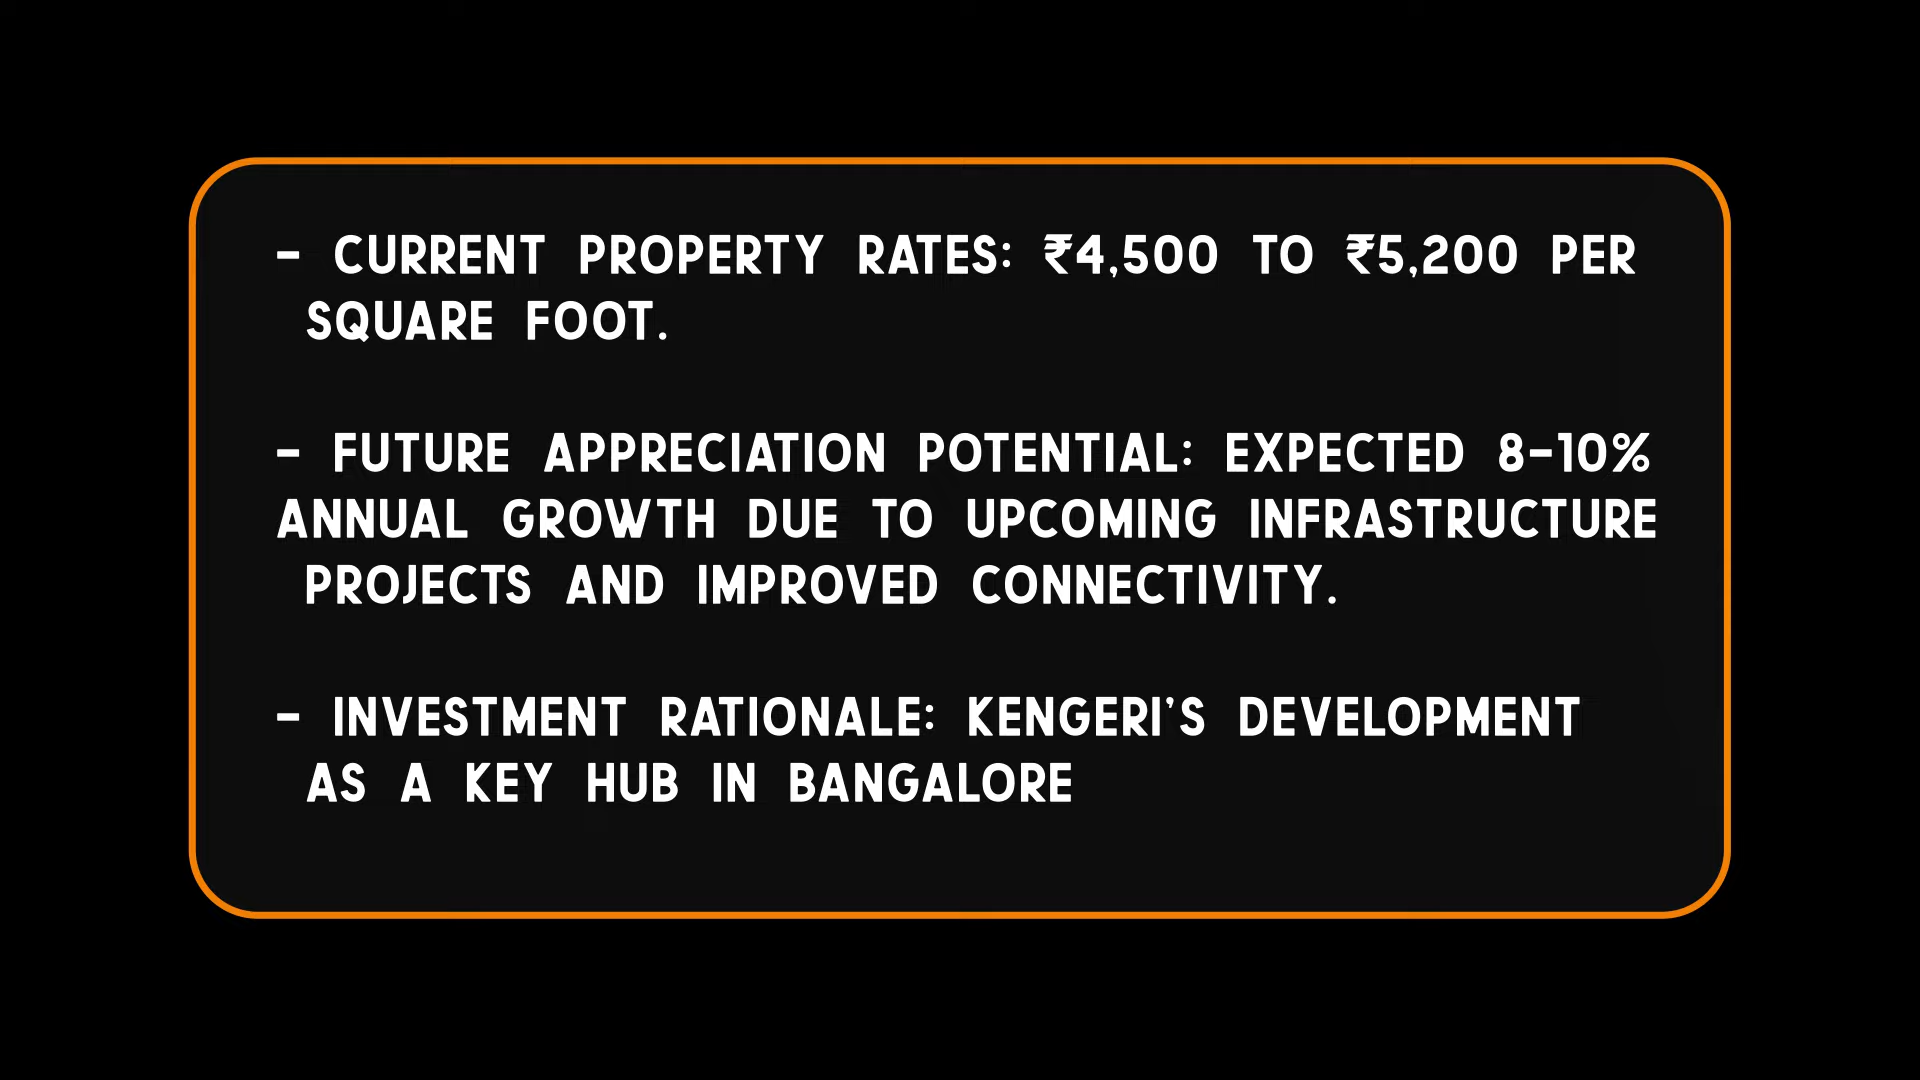 - CURRENT PROPERTY RATES: ₹4,500 TO ₹5,200 PER
SQUARE FOOT.
- FUTURE APPRECIATION POTENTIAL: EXPECTED 8-10%
ANNUAL GROWTH DUE TO UPCOMING INFRASTRUCTURE
PROJECTS AND IMPROVED CONNECTIVITY.
- INVESTMENT RATIONALE: KENGERI'S DEVELOPMENT
AS A KEY HUB IN BANGALORE